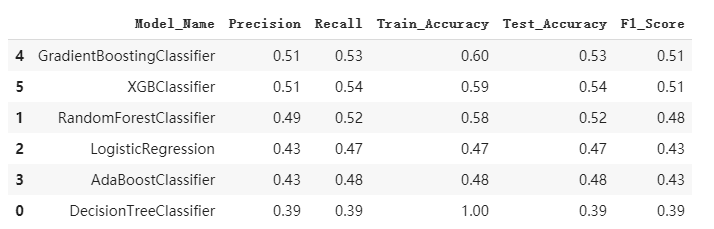 Model_Name Precision Recall Train_Accuracy Test_Accuracy F1_Score
4 GradientBoostingClassifier 0.51 0.53 0.60 0.53 0.51
5 XGBClassifier 0.51 0.54 0.59 0.54 0.51
1 RandomForestClassifier 0.49 0.52 0.58 0.52 0.48
2 LogisticRegression 0.43 0.47 0.47 0.47 0.43
3 AdaBoostClassifier 0.43 0.48 0.48 0.48 0.43
0 DecisionTreeClassifier 0.39 0.39 1.00 0.39 0.39